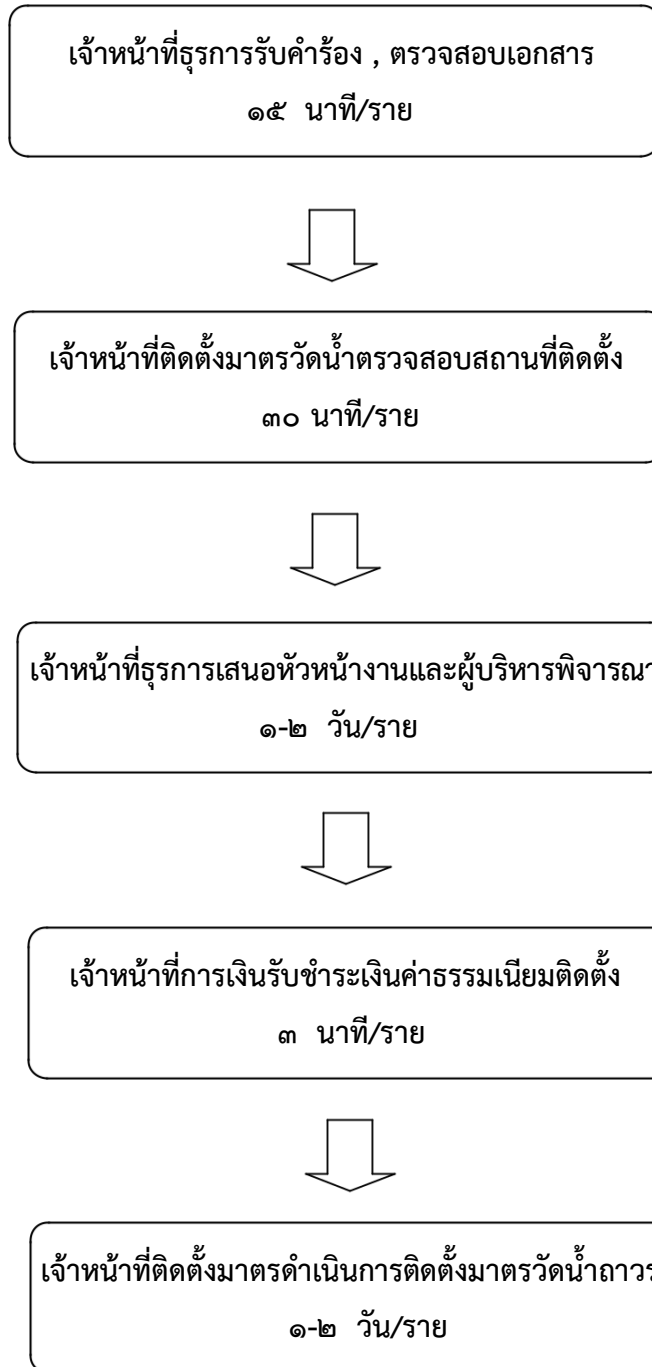 เจ้าหน้าที่ธุรการรับคำร้อง , ตรวจสอบเอกสาร
๑๕ นาที/ราย
เจ้าหน้าที่ติดตั้งมาตรวัดน้ำตรวจสอบสถานที่ติดตั้ง
๓๐ นาที/ราย
เจ้าหน้าที่ธุรการเสนอหัวหน้างานและผู้บริหารพิจารณา
๑-๒ วัน/ราย
เจ้าหน้าที่การเงินรับชำระเงินค่าธรรมเนียมติดตั้ง
๓ นาที/ราย
เจ้าหน้าที่ติดตั้งมาตรดำเนินการติดตั้งมาตรวัดน้ำถาวร
๑-๒ วัน/ราย